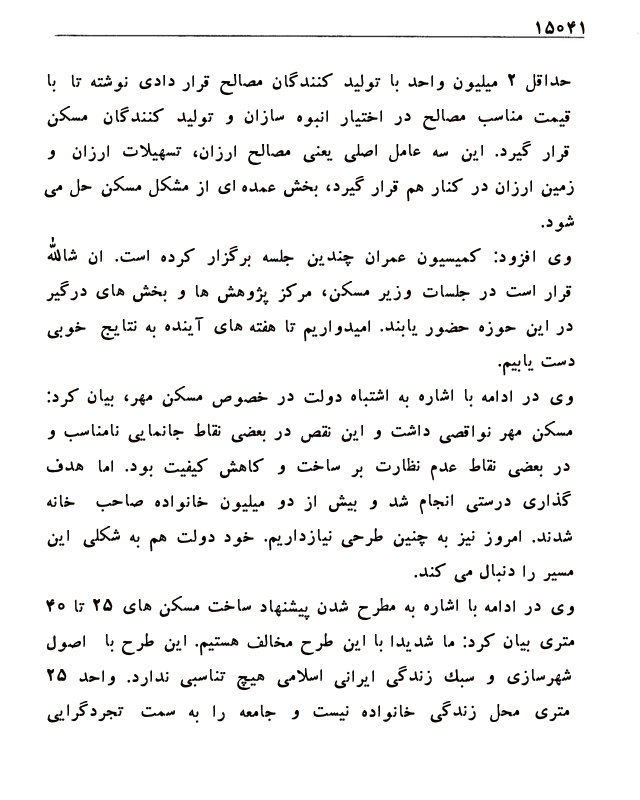 ۱۵۰۴۱
حداقل ۲ میلیون واحد با تولید کنندگان مصالح قرار دادی نوشته تا با
قیمت مناسب مصالح در اختیار انبوه سازان و تولید کنندگان مسکن
قرار گیرد. این سه عامل اصلی یعنی مصالح ارزان، تسهیلات ارزان و
زمین ارزان در کنار هم قرار گیرد، بخش عمده ای از مشکل مسکن حل می
شود.
وی افزود: کمیسیون عمران چندین جلسه برگزار کرده است. ان شالله
قرار است در جلسات وزیر مسکن، مرکز پژوهش ها و بخش های درگیر
در این حوزه حضور یابند. امیدواریم تا هفته های آینده به نتایج خوبی
دست یابیم.
وی در ادامه با اشاره به اشتباه دولت در خصوص مسکن مهر، بیان کرد:
مسکن مهر نواقصی داشت و این نقص در بعضی نقاط جانمایی نامناسب و
در بعضی نقاط عدم نظارت بر ساخت و کاهش کیفیت بود. اما هدف
گذاری درستی انجام شد و بیش از دو میلیون خانواده صاحب خانه
شدند. امروز نیز به چنین طرحی نیازداریم. خود دولت هم به شکلی این
مسیر را دنبال می کند.
وی در ادامه با اشاره به مطرح شدن پیشنهاد ساخت مسکن های ۲۵ تا ۴۰
متری بیان کرد: ما شدیدا با این طرح مخالف هستیم. این طرح با اصول
شهرسازی و سبك زندگی ایرانی اسلامی هیچ تناسبی ندارد. واحد ۲۵
متری محل زندگی خانواده نیست و جامعه را به سمت تجردگرایی